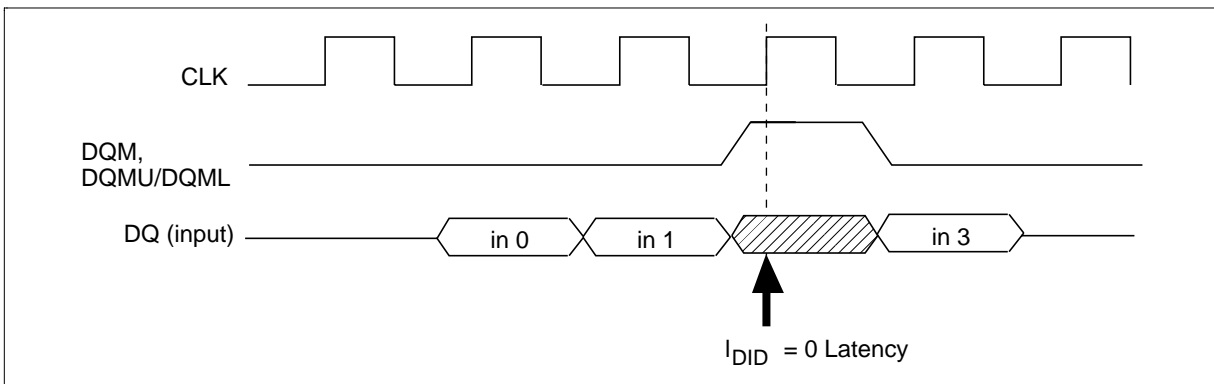 CLK
DQM,
DQMU/DQML
DQ (input)
in 0
in 1
in 3
IDID = 0 Latency